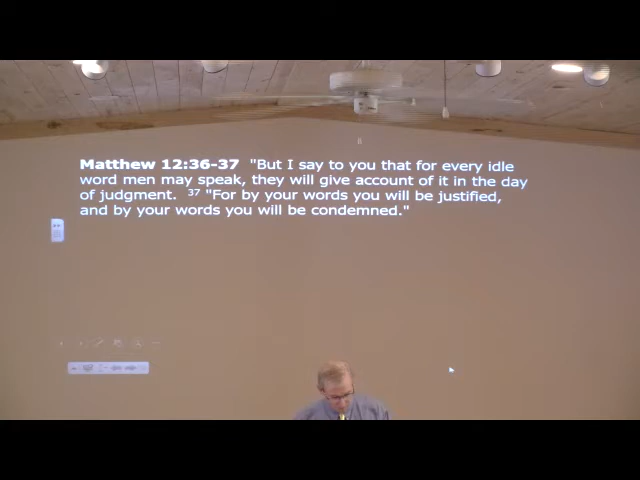 Matthew 12:36-37 "But I say to you that for every idle
word men may speak, they will give account of it in the day
of judgment. 37 "For by your words you will be justified,
and by your words you will be condemned."